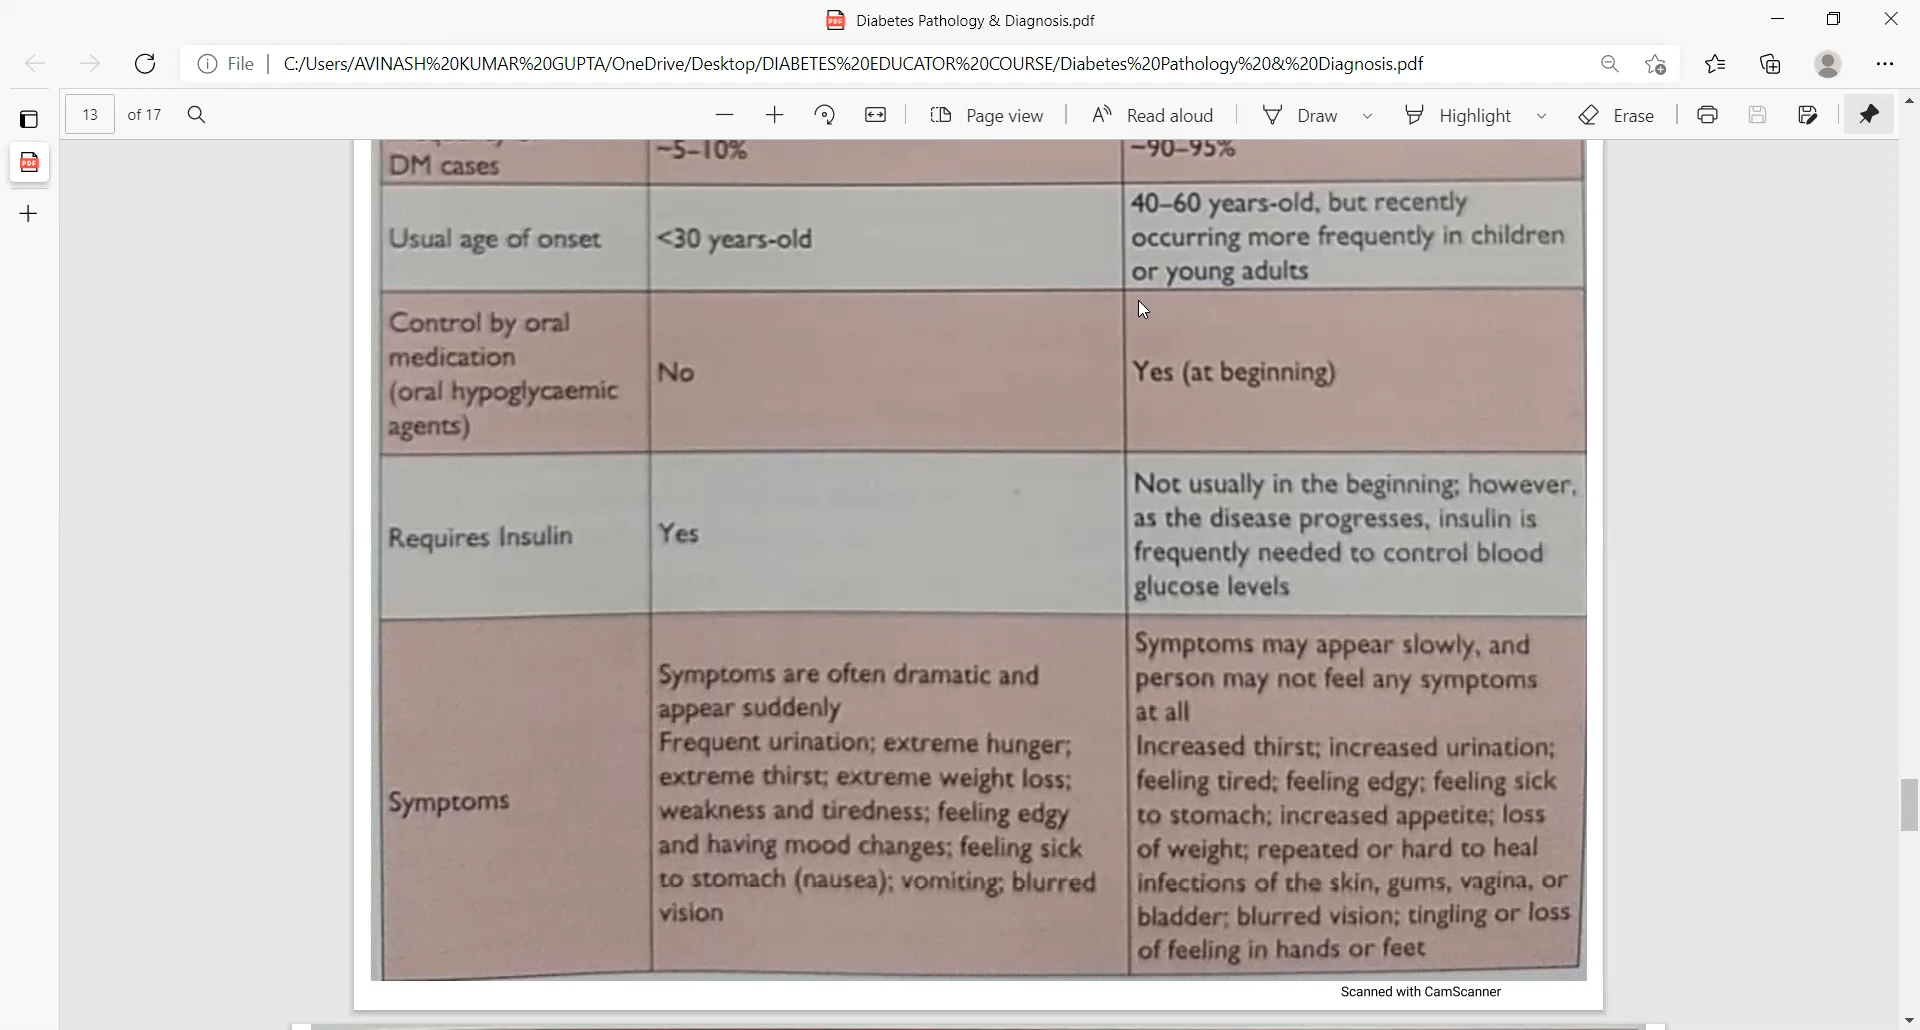 Diabetes Pathology & Diagnosis.pdf
File
C:/Users/AVINASH%20KUMAR%20GUPTA/OneDrive/Desktop/DIABETES%20EDUCATOR%20COURSE/Diabetes%20Pathology%20&%20Diagnosis.pdf
13 of 17
Page view
Read aloud
Draw
Highlight
Erase
DM cases
~5–10%
~90–95%
Usual age of onset
<30 years-old
40–60 years-old, but recently
occurring more frequently in children
or young adults
Control by oral
medication
(oral hypoglycaemic
agents)
No
Yes (at beginning)
Requires Insulin
Yes
Not usually in the beginning; however,
as the disease progresses, insulin is
frequently needed to control blood
glucose levels
Symptoms
Symptoms are often dramatic and
appear suddenly
Frequent urination; extreme hunger;
extreme thirst; extreme weight loss;
weakness and tiredness; feeling edgy
and having mood changes; feeling sick
to stomach (nausea); vomiting; blurred
vision
Symptoms may appear slowly, and
person may not feel any symptoms
at all
Increased thirst; increased urination;
feeling tired; feeling edgy; feeling sick
to stomach; increased appetite; loss
of weight; repeated or hard to heal
infections of the skin, gums, vagina, or
bladder; blurred vision; tingling or loss
of feeling in hands or feet
Scanned with CamScanner